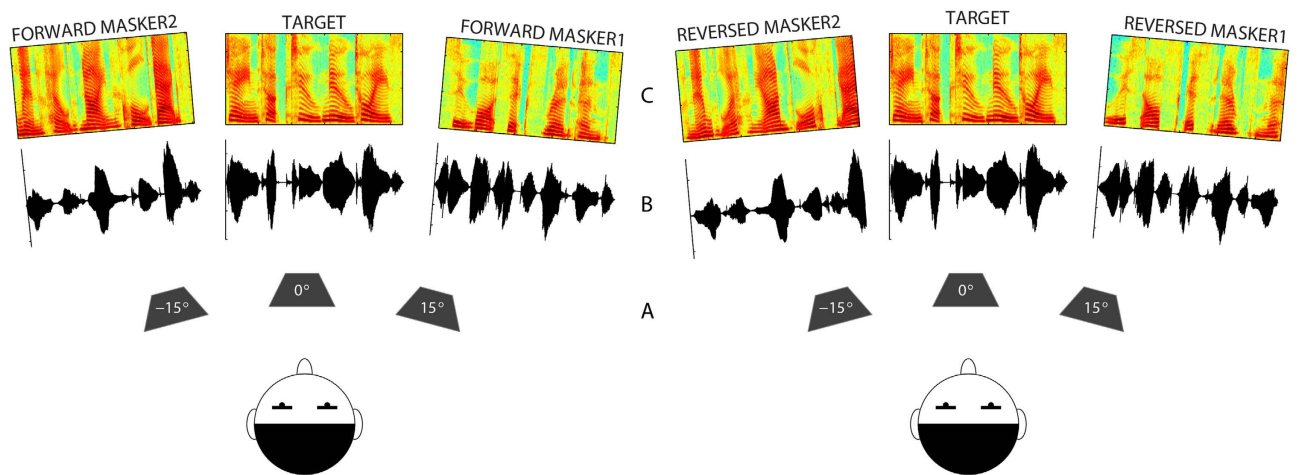 FORWARD MASKER2
TARGET
FORWARD MASKER1
REVERSED MASKER2
TARGET
REVERSED MASKER1
C
B
A
−15°
0°
15°
−15°
0°
15°